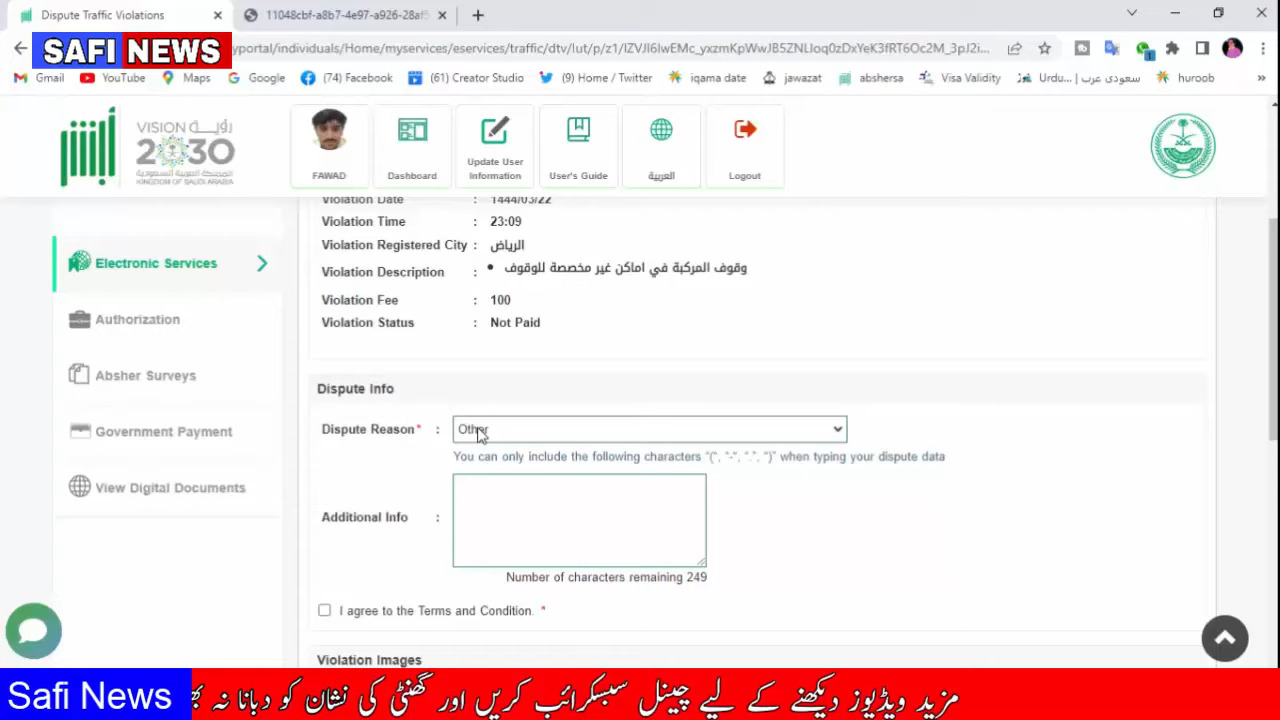 Dispute Traffic Violations
11048cbf-a8b7-4e97-a926-28af5
SAFI NEWS
yportal/individuals/Home/myservices/eservices/traffic/dtv/lut/p/z1/
Gmail YouTube Maps Google (74) Facebook (61) Creator Studio (9) Home / Twitter iqama date jawazat abshersa Visa Validity Urdu... | سعودی عرب huroob »
أبشر
VISION رؤيــة
2030
المملكة العربية السعودية
KINGDOM OF SAUDI ARABIA
FAWAD
Dashboard
Update User Information
User's Guide
العربية
Logout
Electronic Services
Authorization
Absher Surveys
Government Payment
View Digital Documents
Violation Date : 1444/03/22
Violation Time : 23:09
Violation Registered City : الرياض
Violation Description : • وقوف المركبة في اماكن غير مخصصة للوقوف
Violation Fee : 100
Violation Status : Not Paid
Dispute Info
Dispute Reason* : Other
You can only include the following characters "(", "-", ".", ")" when typing your dispute data
Additional Info :
Number of characters remaining 249
I agree to the Terms and Condition. *
Violation Images
Safi News
مزید ویڈیوز دیکھنے کے لیے چینل سبسکرائب کریں اور گھنٹی کی نشان کو دبانا نہ